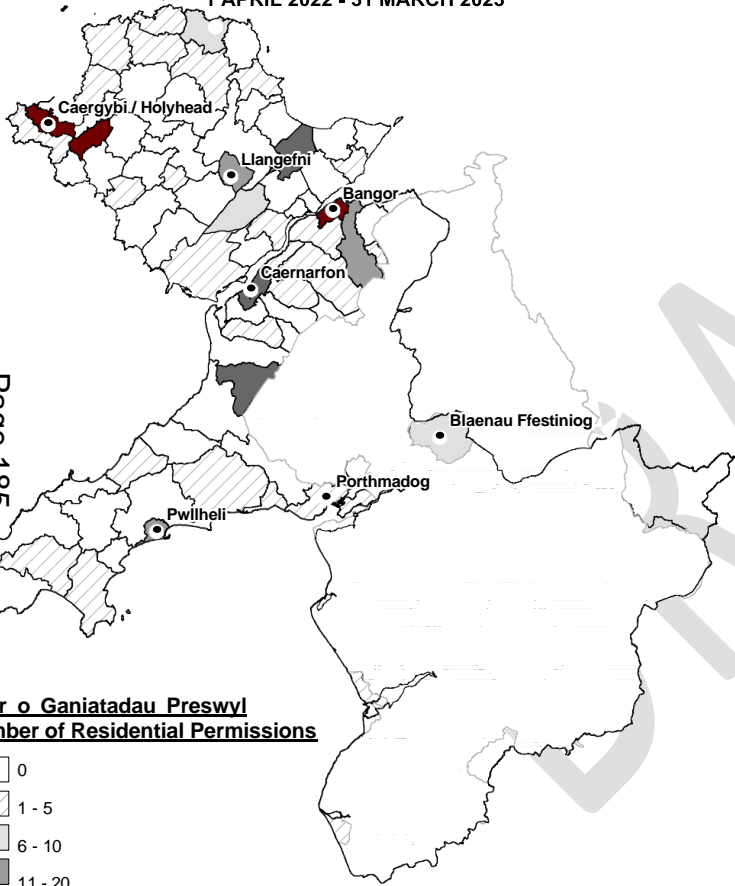 1 APRIL 2022 - 31 MARCH 2023
Caergybi / Holyhead
Llangefni
Bangor
Caernarfon
Blaenau Ffestiniog
Porthmadog
Pwllheli
Page 185
r o Ganiatadau Preswyl
nber of Residential Permissions
0
1 - 5
6 - 10
11 - 20